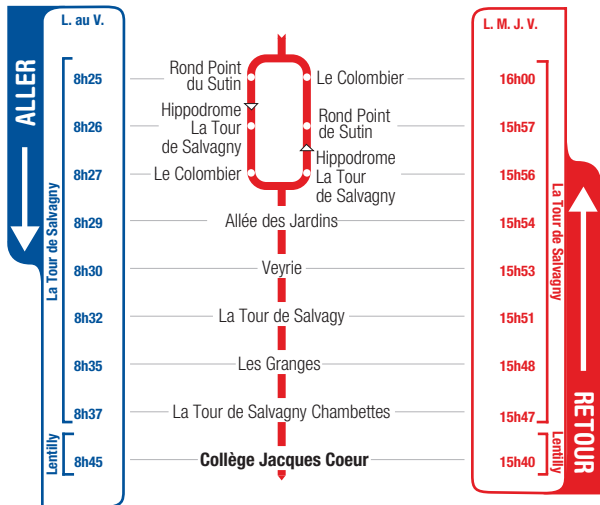 L. au V.
L. M. J. V.
ALLER
La Tour de Salvagny
Lentilly
8h25
Rond Point
du Sutin
Le Colombier
16h00
8h26
Hippodrome
La Tour
de Salvagny
Rond Point
de Sutin
15h57
8h27
Le Colombier
Hippodrome
La Tour
de Salvagny
15h56
8h29
Allée des Jardins
15h54
8h30
Veyrie
15h53
8h32
La Tour de Salvagy
15h51
8h35
Les Granges
15h48
8h37
La Tour de Salvagny Chambettes
15h47
8h45
Collège Jacques Coeur
15h40
La Tour de Salvagny
Lentilly
RETOUR